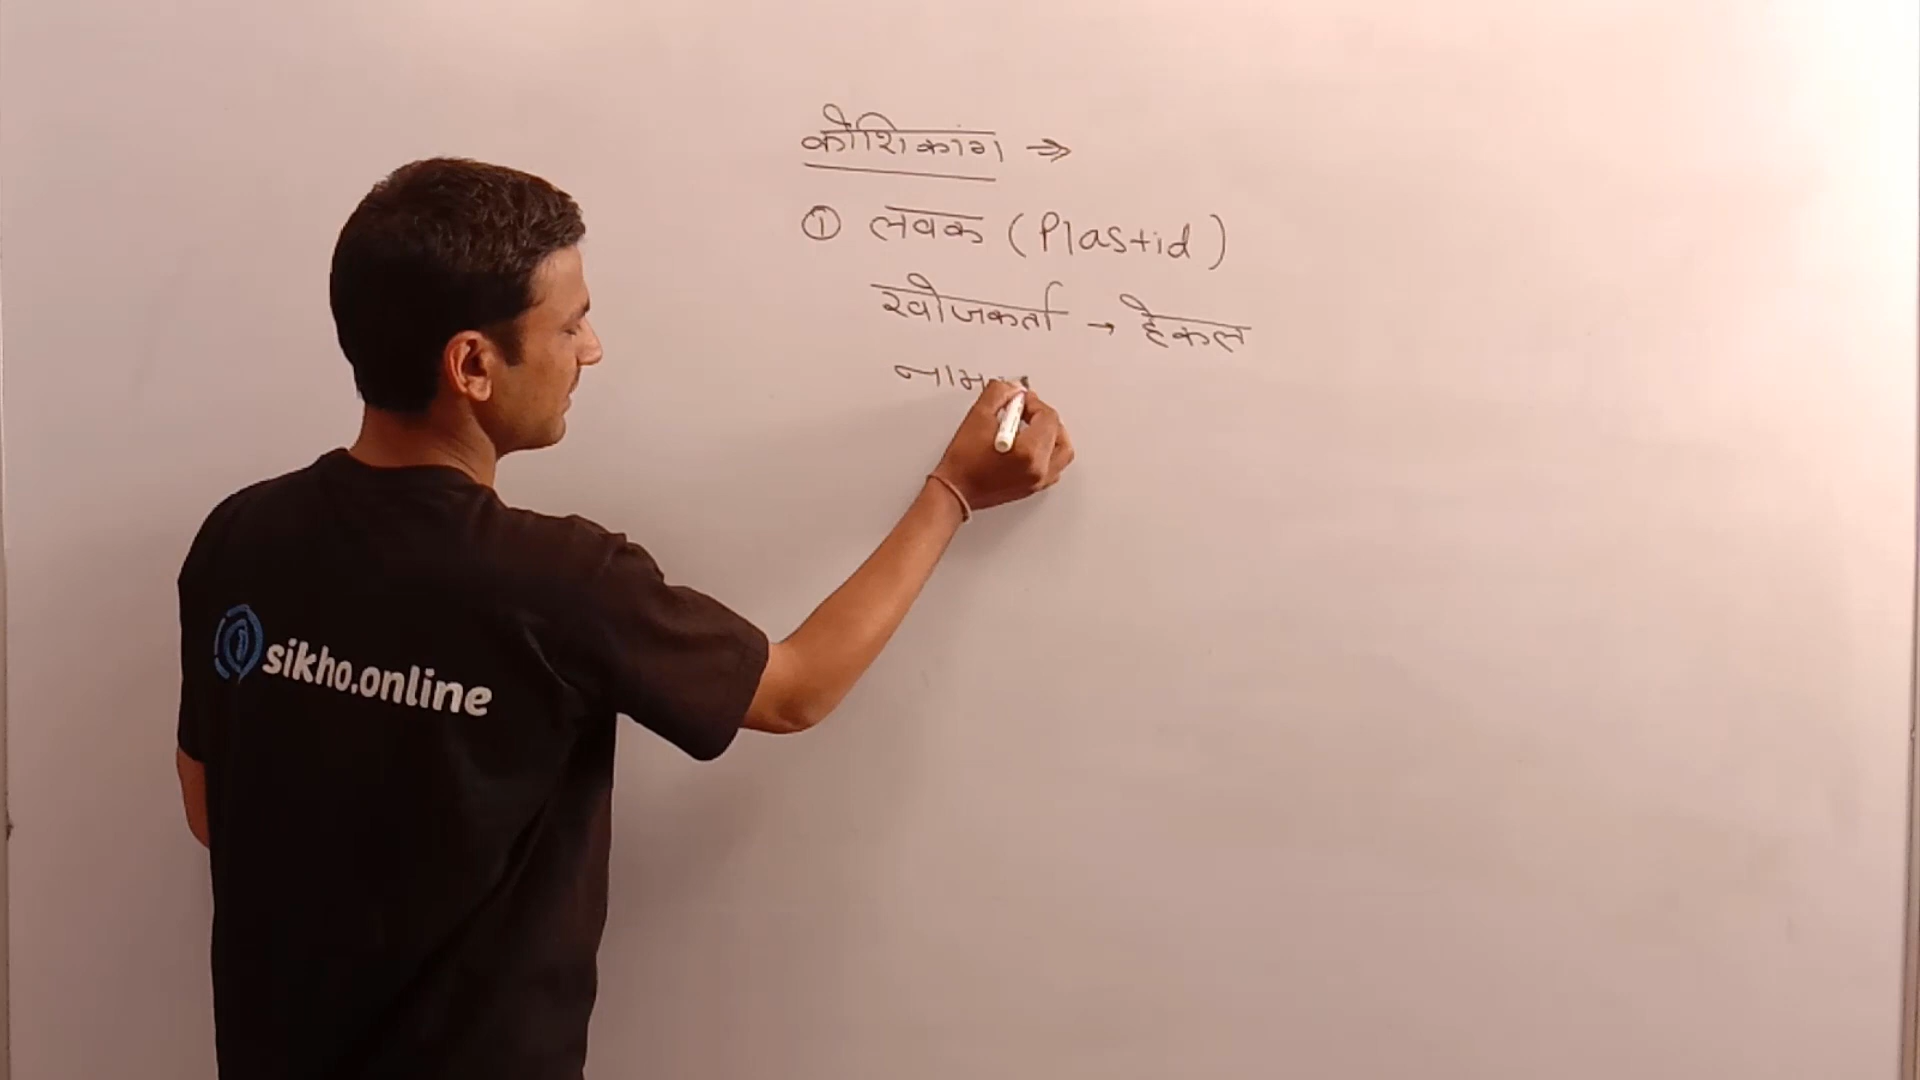 कोशिकांग →
① लवक (Plastid)
खोजकर्ता → हैकल
नाम
sikho.online